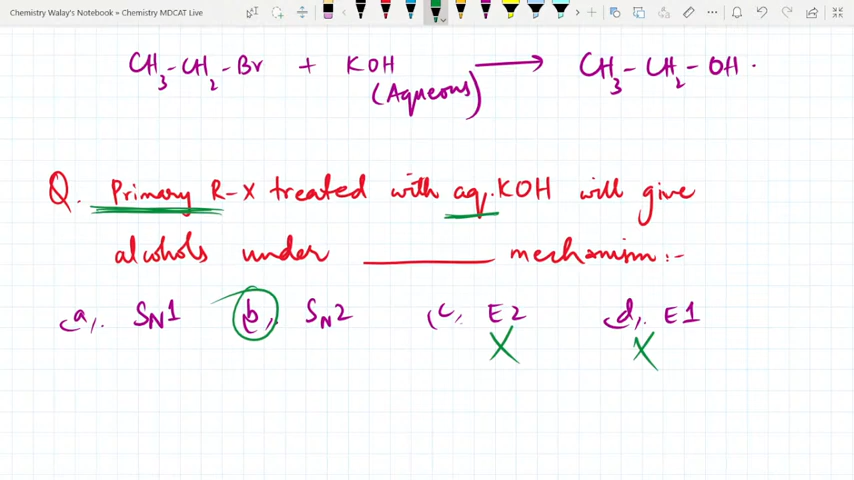 Chemistry Walay's Notebook » Chemistry MDCAT Live
CH3-CH2-Br + KOH ⟶ CH3-CH2-OH.
(Aqueous)
Q. Primary R-X treated with aq. KOH will give
alcohols under ________ mechanism:-
(a). SN1 (b). SN2 (c. E2 (d). E1
X X